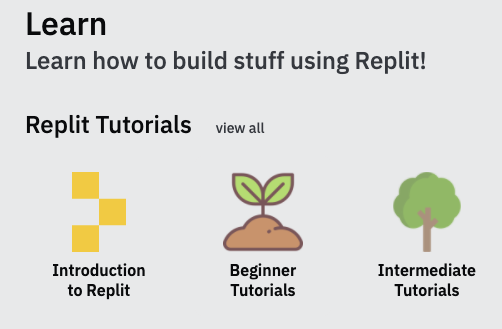 Learn
Learn how to build stuff using Replit!
Replit Tutorials view all
Introduction
to Replit
Beginner
Tutorials
Intermediate
Tutorials